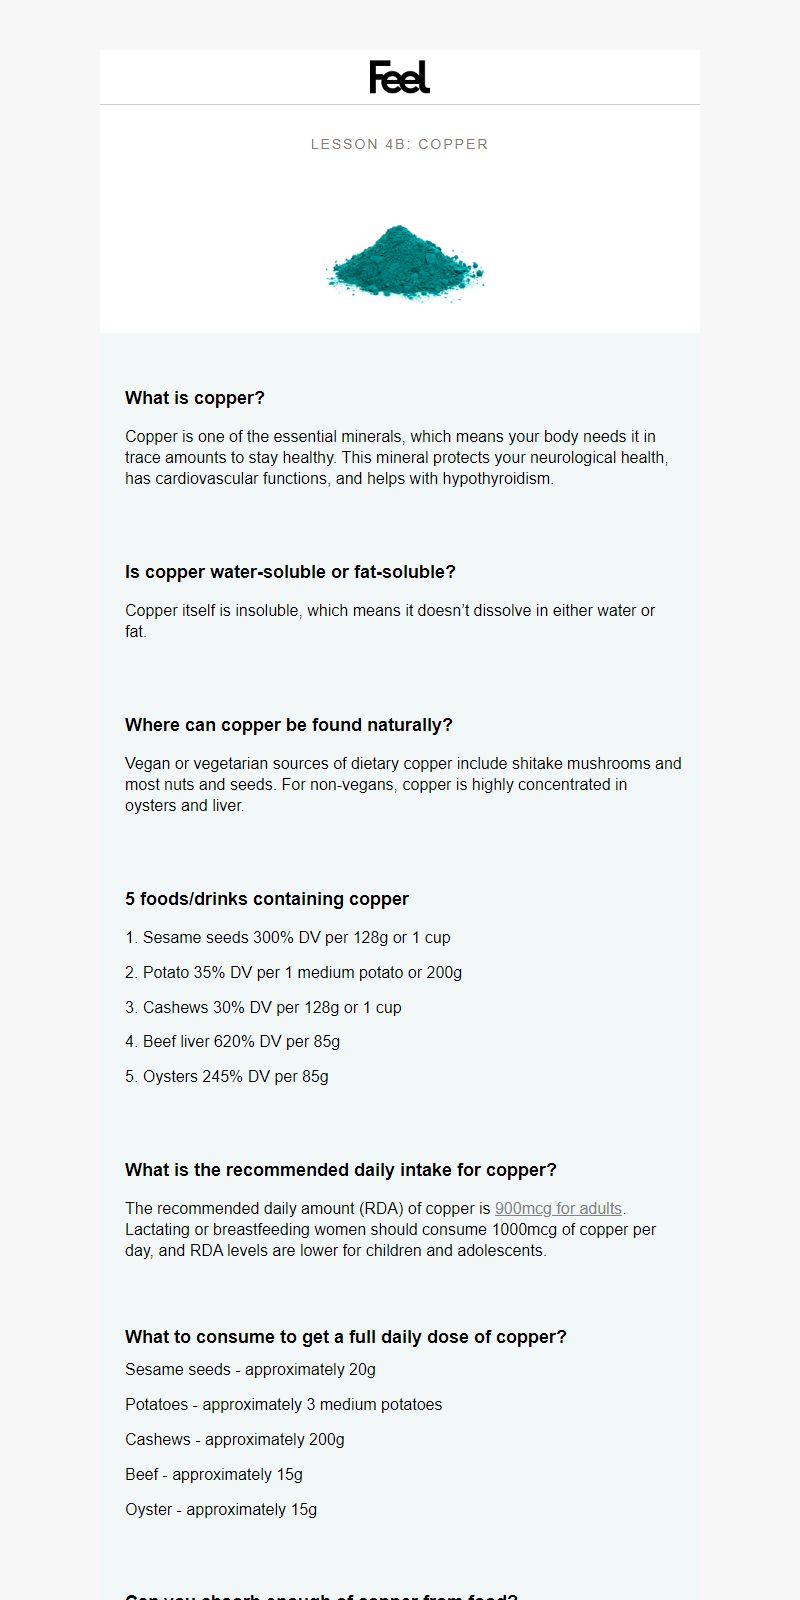 Feel
LESSON 4B: COPPER
What is copper?
Copper is one of the essential minerals, which means your body needs it in
trace amounts to stay healthy. This mineral protects your neurological health,
has cardiovascular functions, and helps with hypothyroidism.
Is copper water-soluble or fat-soluble?
Copper itself is insoluble, which means it doesn’t dissolve in either water or
fat.
Where can copper be found naturally?
Vegan or vegetarian sources of dietary copper include shitake mushrooms and
most nuts and seeds. For non-vegans, copper is highly concentrated in
oysters and liver.
5 foods/drinks containing copper
1. Sesame seeds 300% DV per 128g or 1 cup
2. Potato 35% DV per 1 medium potato or 200g
3. Cashews 30% DV per 128g or 1 cup
4. Beef liver 620% DV per 85g
5. Oysters 245% DV per 85g
What is the recommended daily intake for copper?
The recommended daily amount (RDA) of copper is 900mcg for adults.
Lactating or breastfeeding women should consume 1000mcg of copper per
day, and RDA levels are lower for children and adolescents.
What to consume to get a full daily dose of copper?
Sesame seeds - approximately 20g
Potatoes - approximately 3 medium potatoes
Cashews - approximately 200g
Beef - approximately 15g
Oyster - approximately 15g
Can you absorb enough of copper from food?